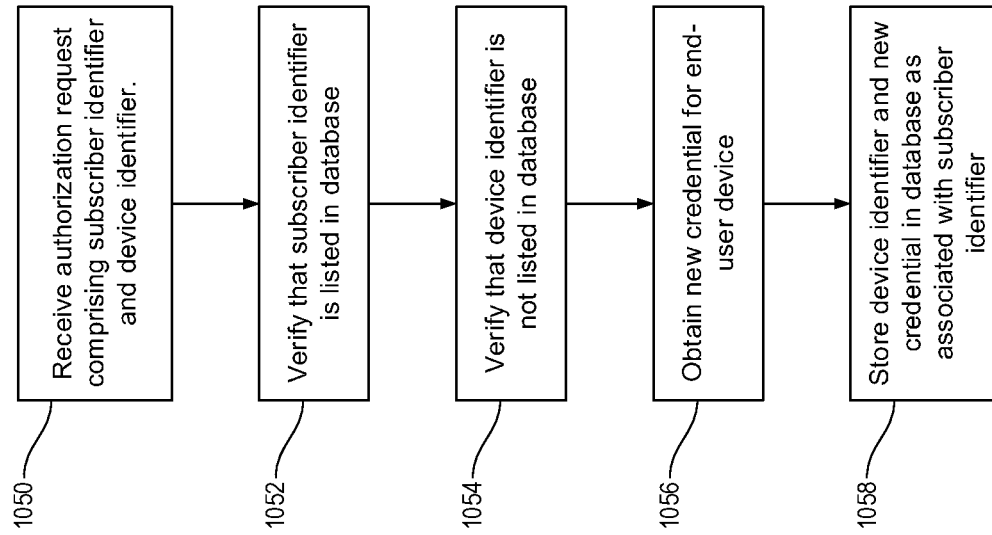 1050
Receive authorization request
comprising subscriber identifier
and device identifier.
1052
Verify that subscriber identifier
is listed in database
1054
Verify that device identifier is
not listed in database
1056
Obtain new credential for end-
user device
1058
Store device identifier and new
credential in database as
associated with subscriber
identifier